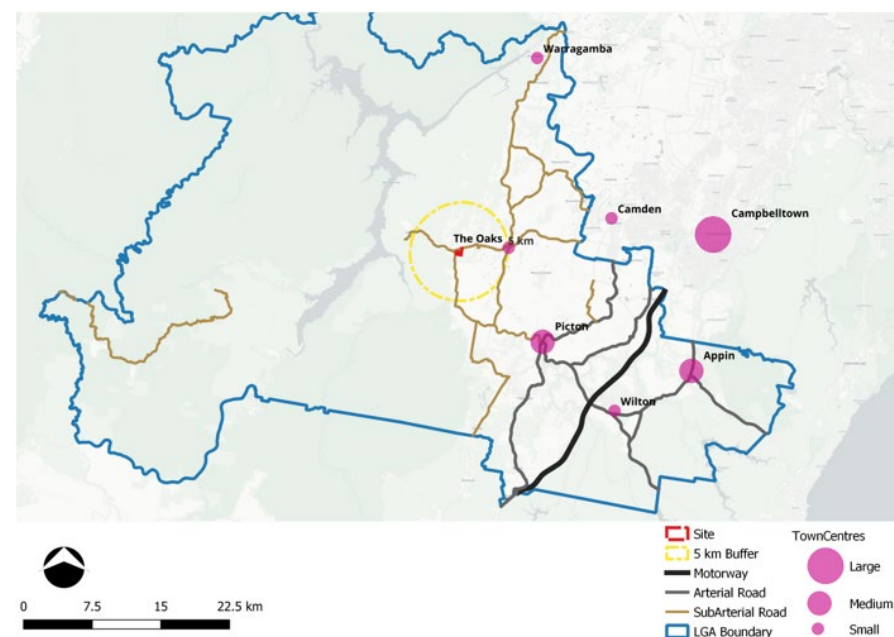 Warragamba
Camden
Campbelltown
The Oaks
5 km
Picton
Appin
Wilton
Site
5 km Buffer
Motorway
Arterial Road
SubArterial Road
LGA Boundary
TownCentres
Large
Medium
Small
0 7.5 15 22.5 km